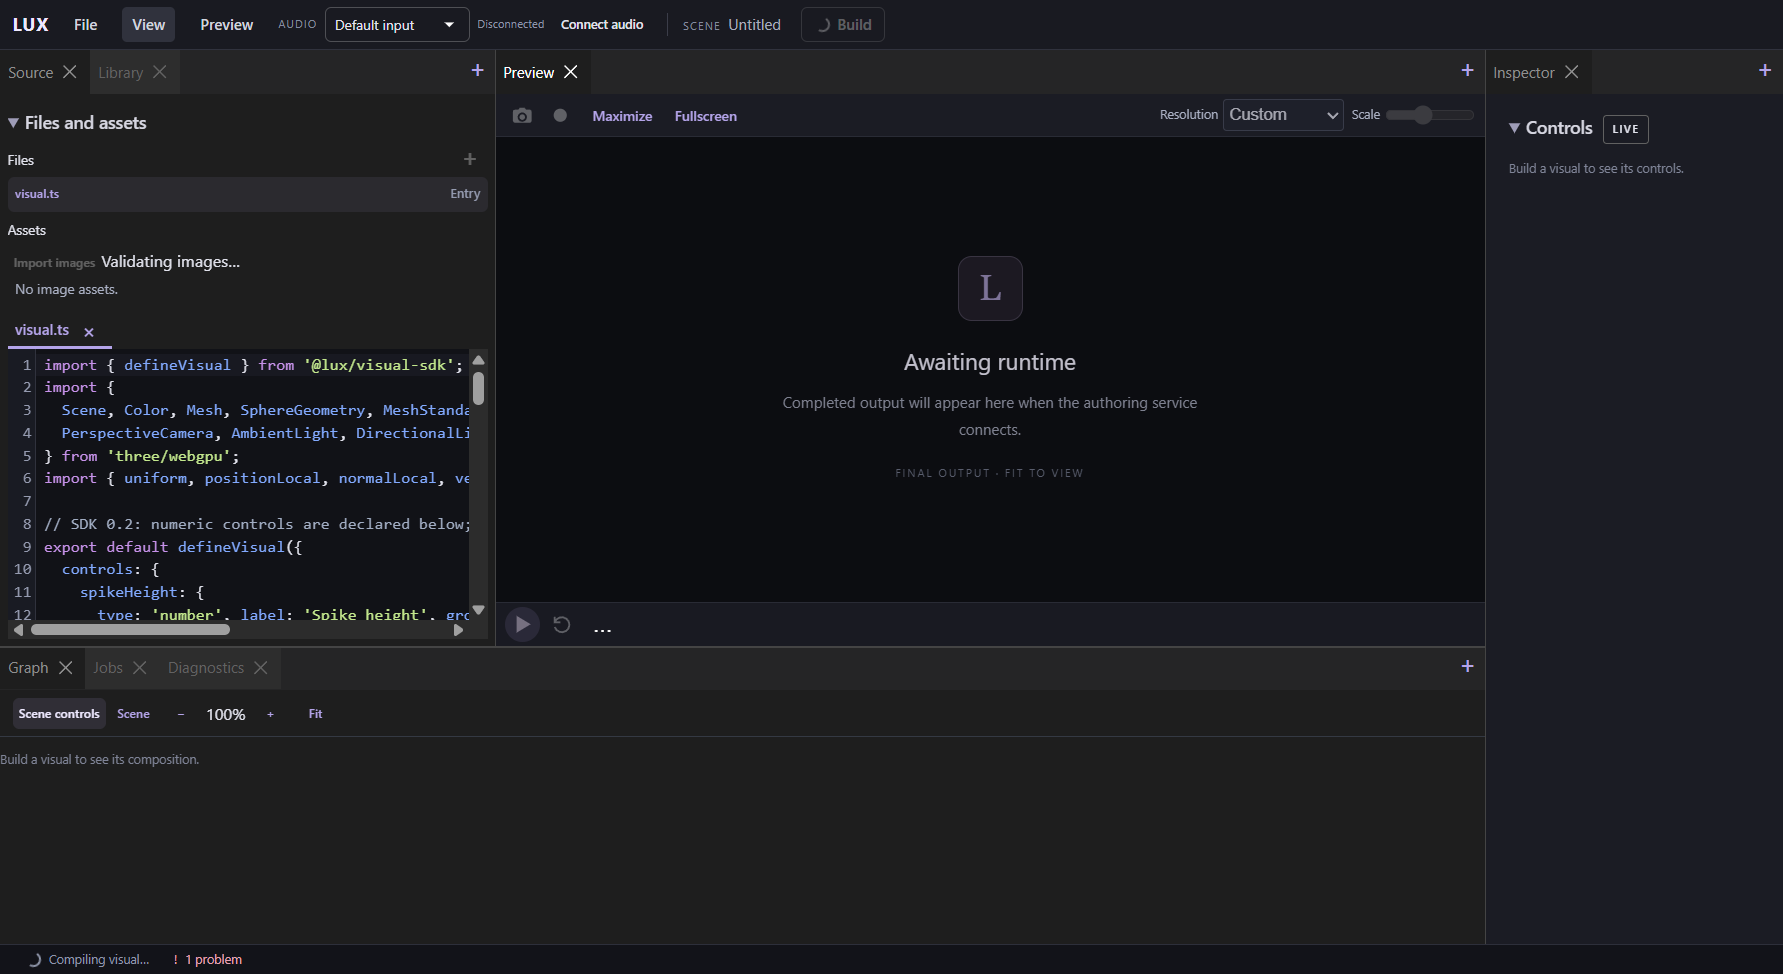 LUX File View Preview AUDIO Default input Disconnected Connect audio SCENE Untitled Build
Source Library +
Files and assets
Files +
visual.ts Entry
Assets
Import images Validating images...
No image assets.
visual.ts
1 import { defineVisual } from '@lux/visual-sdk';
2 import {
3 Scene, Color, Mesh, SphereGeometry, MeshStanda
4 PerspectiveCamera, AmbientLight, DirectionalLi
5 } from 'three/webgpu';
6 import { uniform, positionLocal, normalLocal, ve
7
8 // SDK 0.2: numeric controls are declared below;
9 export default defineVisual({
10 controls: {
11 spikeHeight: {
12 type: 'number', label: 'Spike height', gro
Preview +
Maximize Fullscreen Resolution Custom Scale
L
Awaiting runtime
Completed output will appear here when the authoring service
connects.
FINAL OUTPUT · FIT TO VIEW
...
Inspector +
Controls LIVE
Build a visual to see its controls.
Graph Jobs Diagnostics +
Scene controls Scene − 100% + Fit
Build a visual to see its composition.
Compiling visual... ! 1 problem